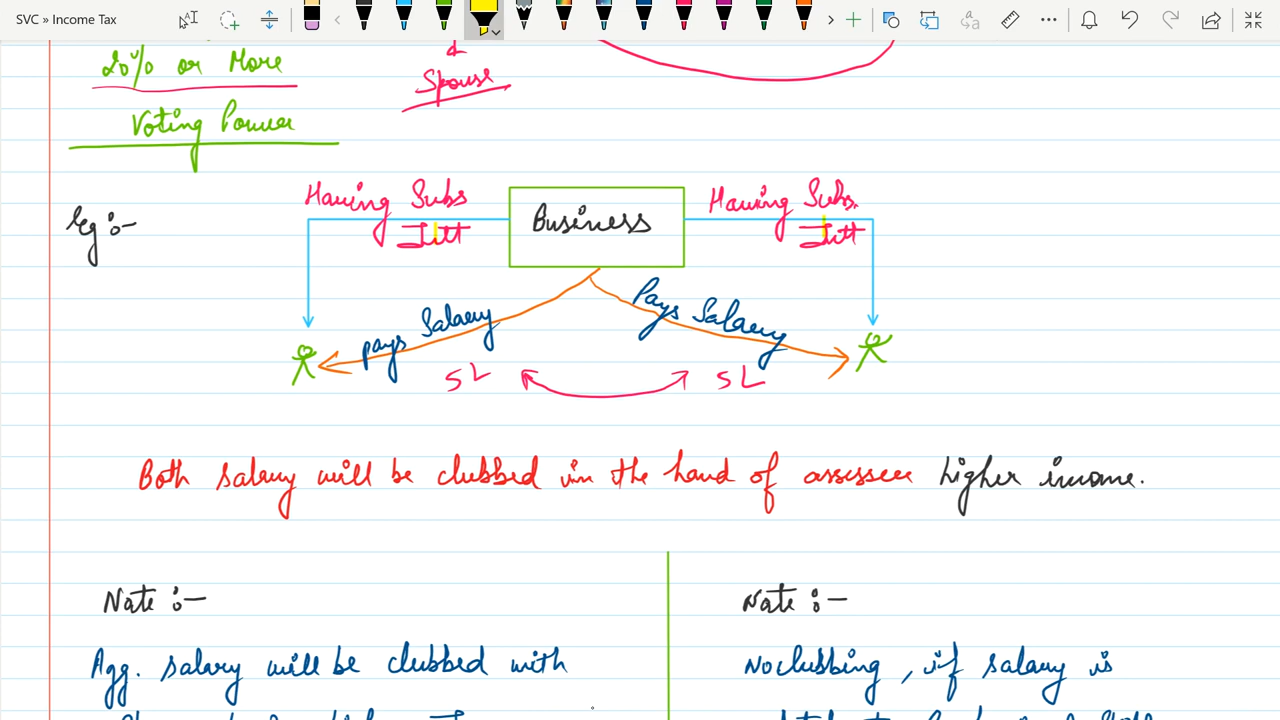 SVC » Income Tax
20% or More
&
Spouse
Voting Power
Having Subs
Having Subs.
Eg :-
Business
Intt
Intt
pays Salary
Pays Salary
SL
SL
Both salary will be clubbed in the hand of assessee higher income.
Note :-
Note :-
Agg. salary will be clubbed with
No clubbing, if salary is